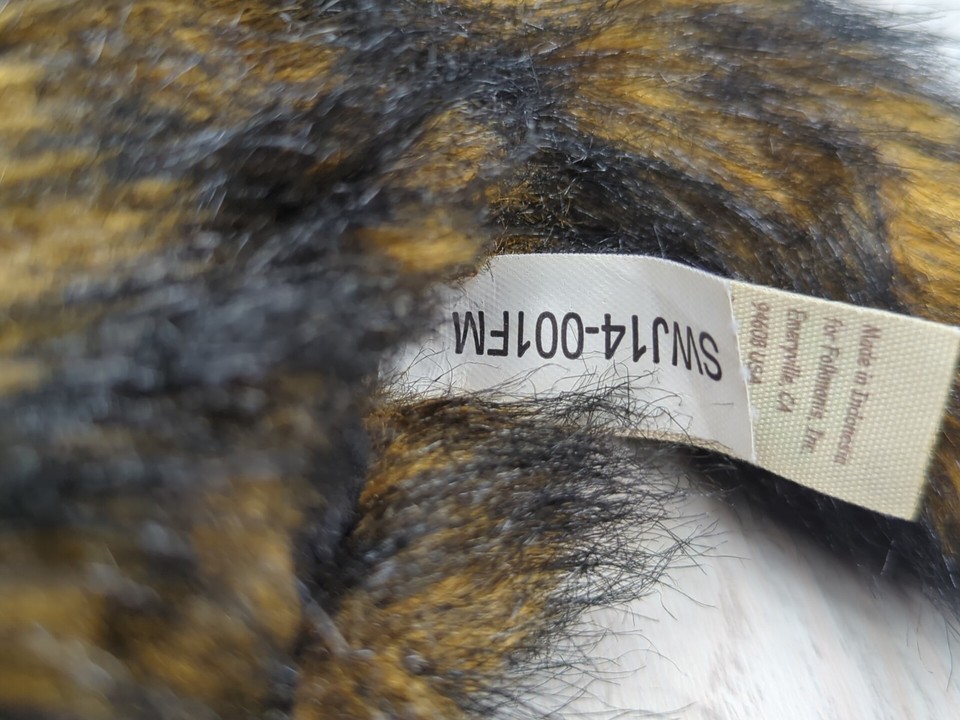 SWJ14-001FM
Made in Indonesia
for Folkmanis, Inc.
Emeryville, CA
94608 USA